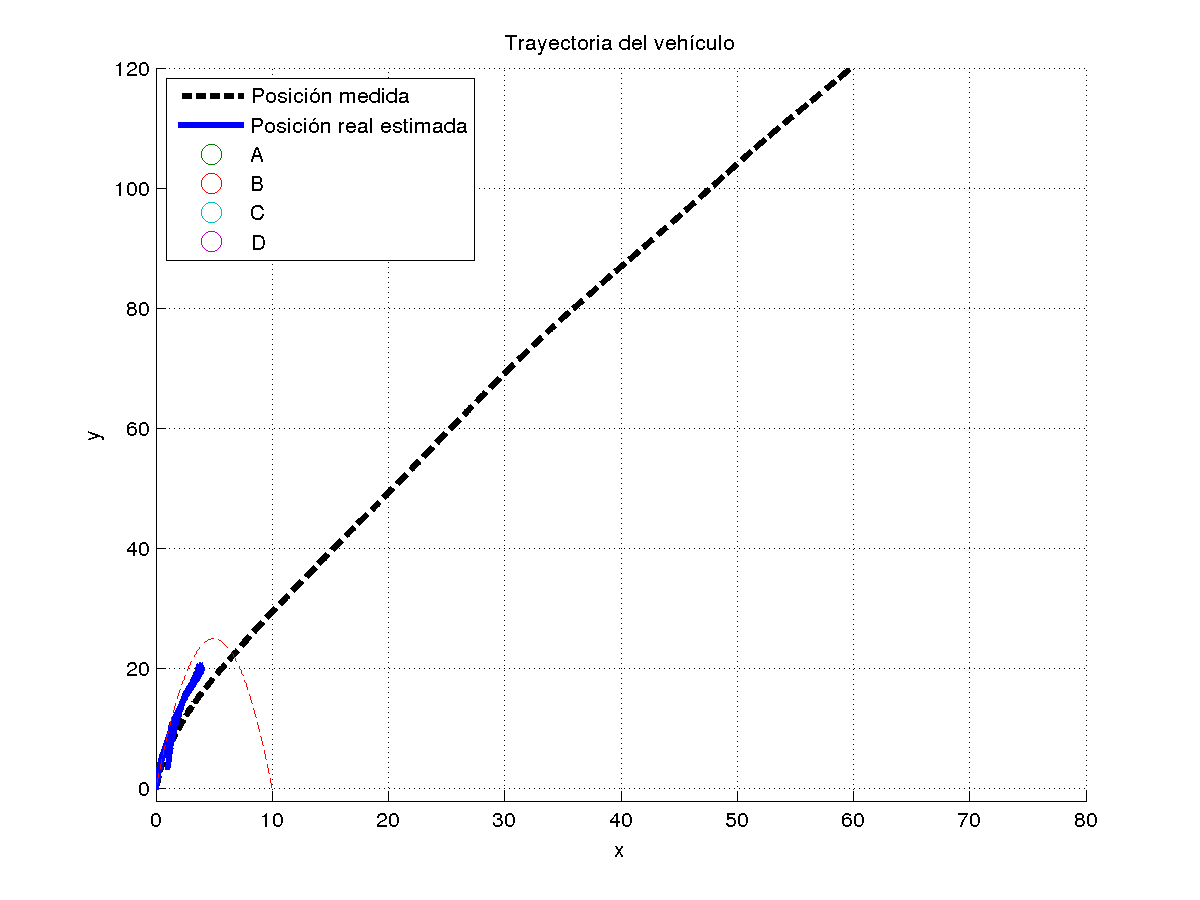 Trayectoria del vehículo
120
100
80
60
40
20
0
y
Posición medida
Posición real estimada
A
B
C
D
0 10 20 30 40 50 60 70 80
x